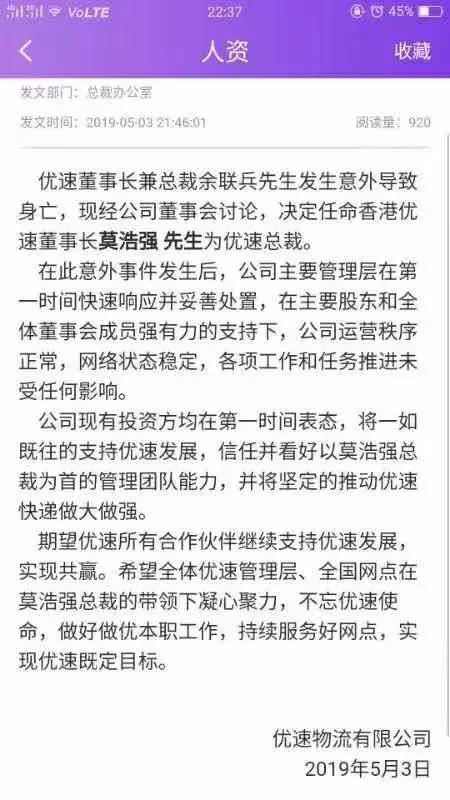 VoLTE 22:37 45%
人资 收藏
发文部门：总裁办公室
发文时间：2019-05-03 21:46:01 阅读量：920
优速董事长兼总裁余联兵先生发生意外导致
身亡，现经公司董事会讨论，决定任命香港优
速董事长莫浩强 先生为优速总裁。
在此意外事件发生后，公司主要管理层在第
一时间快速响应并妥善处置，在主要股东和全
体董事会成员强有力的支持下，公司运营秩序
正常，网络状态稳定，各项工作和任务推进未
受任何影响。
公司现有投资方均在第一时间表态，将一如
既往的支持优速发展，信任并看好以莫浩强总
裁为首的管理团队能力，并将坚定的推动优速
快递做大做强。
期望优速所有合作伙伴继续支持优速发展，
实现共赢。希望全体优速管理层、全国网点在
莫浩强总裁的带领下凝心聚力，不忘优速使
命，做好做优本职工作，持续服务好网点，实
现优速既定目标。
优速物流有限公司
2019年5月3日